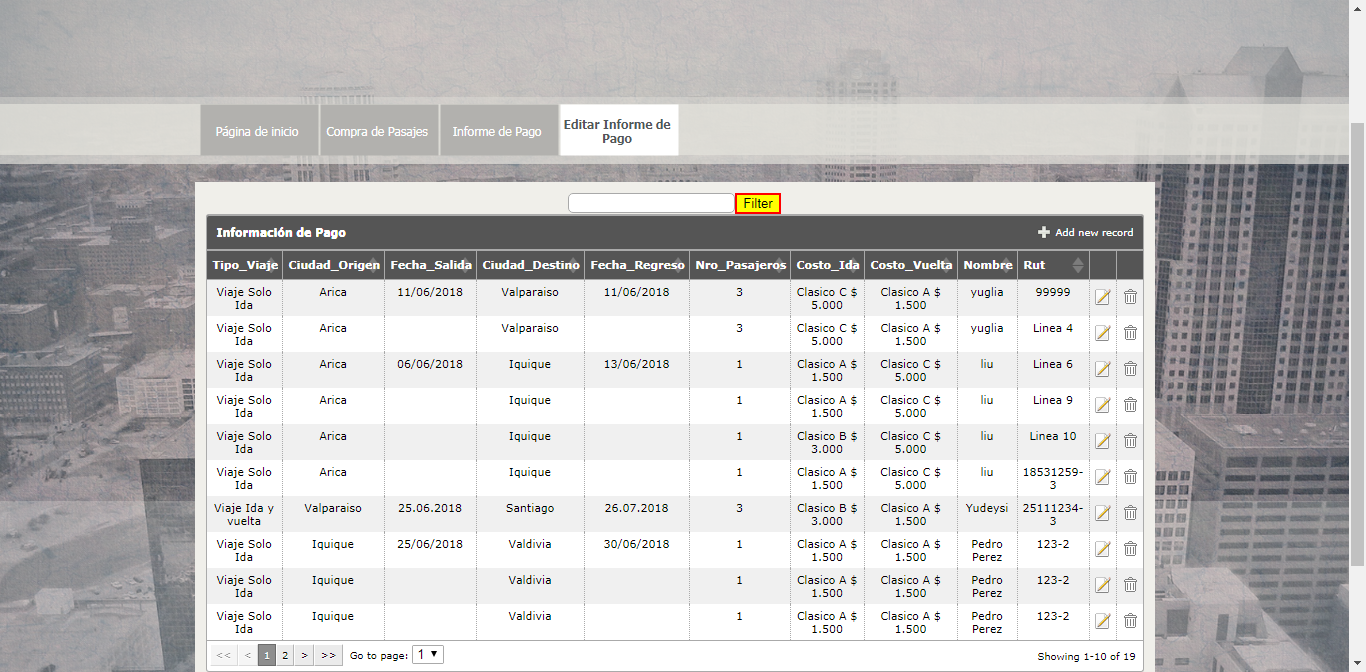 Página de inicio Compra de Pasajes Informe de Pago Editar Informe de
Pago
Filter
Información de Pago Add new record
Tipo_Viaje Ciudad_Origen Fecha_Salida Ciudad_Destino Fecha_Regreso Nro_Pasajeros Costo_Ida Costo_Vuelta Nombre Rut
Viaje Solo Arica 11/06/2018 Valparaiso 11/06/2018 3 Clasico C $ Clasico A $ yuglia 99999
Ida 5.000 1.500
Viaje Solo Arica Valparaiso 3 Clasico C $ Clasico A $ yuglia Linea 4
Ida 5.000 1.500
Viaje Solo Arica 06/06/2018 Iquique 13/06/2018 1 Clasico A $ Clasico C $ liu Linea 6
Ida 1.500 5.000
Viaje Solo Arica Iquique 1 Clasico A $ Clasico C $ liu Linea 9
Ida 1.500 5.000
Viaje Solo Arica Iquique 1 Clasico B $ Clasico C $ liu Linea 10
Ida 3.000 5.000
Viaje Solo Arica Iquique 1 Clasico A $ Clasico C $ liu 18531259-
Ida 1.500 5.000 3
Viaje Ida y Valparaiso 25.06.2018 Santiago 26.07.2018 3 Clasico B $ Clasico A $ Yudeysi 25111234-
vuelta 3.000 1.500 3
Viaje Solo Iquique 25/06/2018 Valdivia 30/06/2018 1 Clasico A $ Clasico A $ Pedro 123-2
Ida 1.500 1.500 Perez
Viaje Solo Iquique Valdivia 1 Clasico A $ Clasico A $ Pedro 123-2
Ida 1.500 1.500 Perez
Viaje Solo Iquique Valdivia 1 Clasico A $ Clasico A $ Pedro 123-2
Ida 1.500 1.500 Perez
<< < 1 2 > >> Go to page: 1 Showing 1-10 of 19